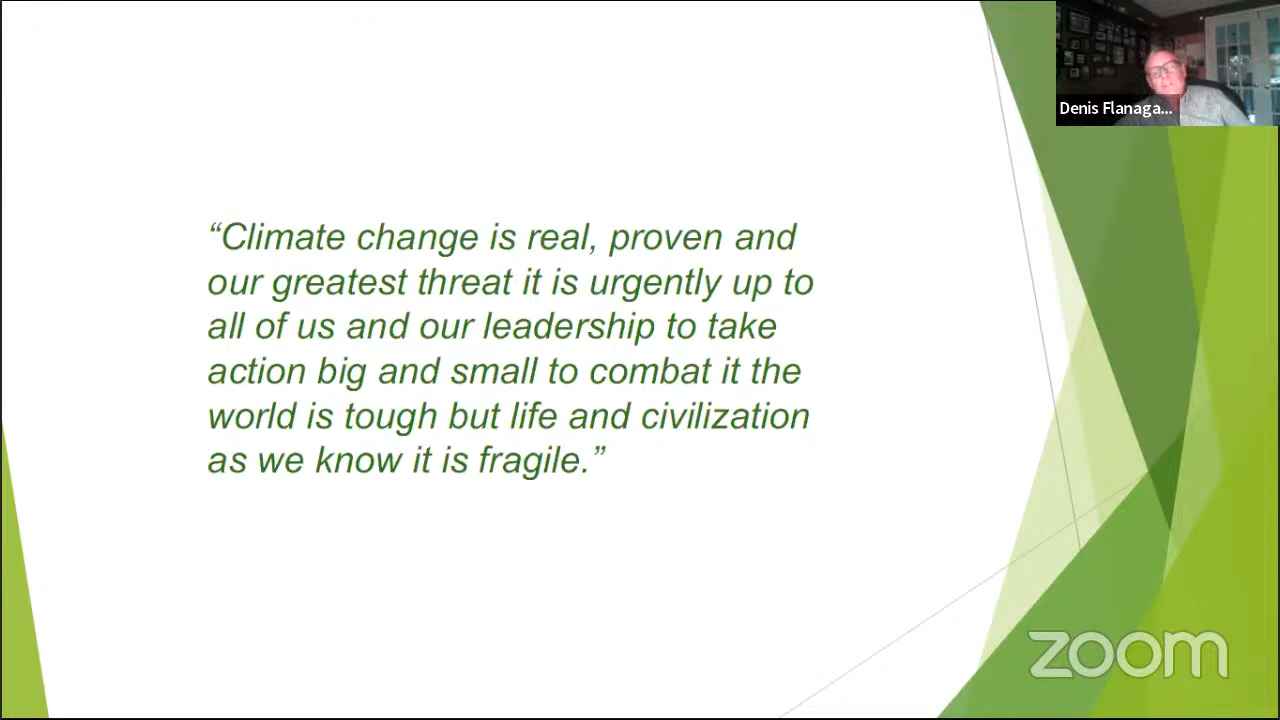 Denis Flanaga...
“Climate change is real, proven and
our greatest threat it is urgently up to
all of us and our leadership to take
action big and small to combat it the
world is tough but life and civilization
as we know it is fragile.”
zoom